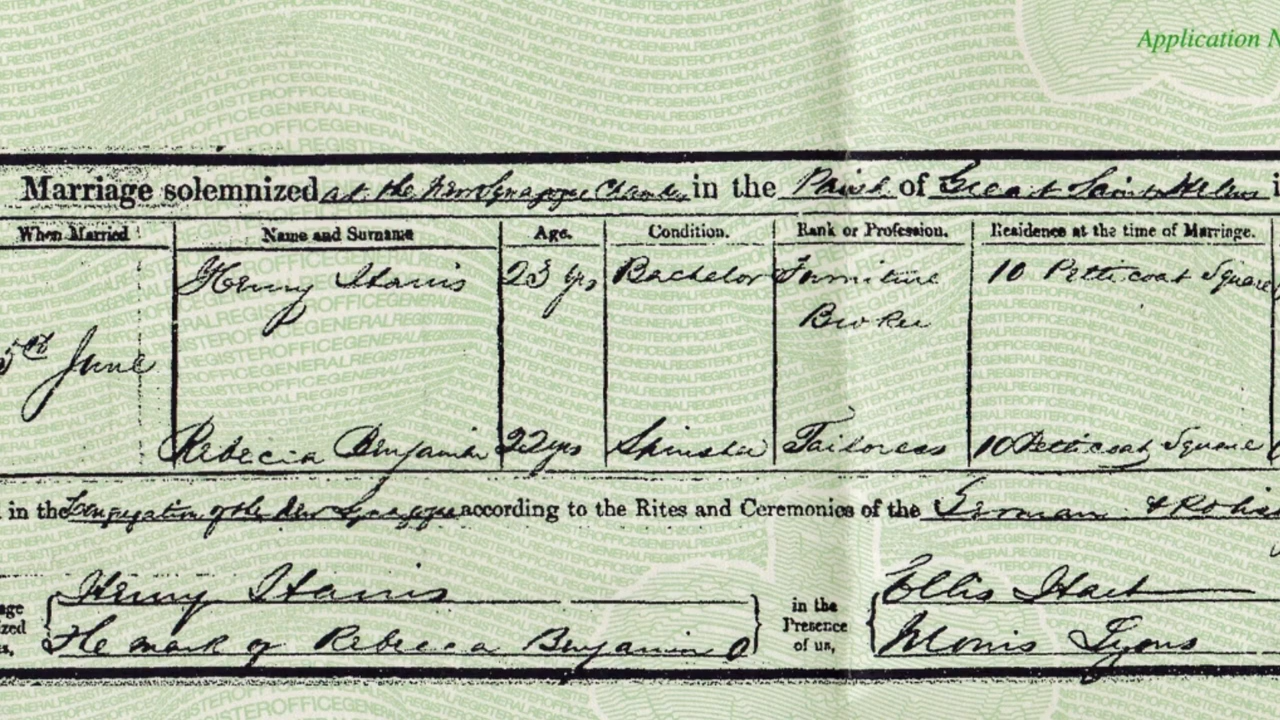 Application N
Marriage solemnized at the New Synagogue Chamber in the Parish of Great Saint Helens i
When Married Name and Surname Age. Condition. Rank or Profession. Residence at the time of Marriage.
Henry Harris 23 yrs Bachelor Furniture 10 Petticoat Square
Broker
5th June
Rebecca Benjamin 22 yrs Spinster Tailoress 10 Petticoat Square
in the Congregation of the New Synagogue according to the Rites and Ceremonies of the German & Polis
Henry Harris Ellis Hart
age in the
ized The mark of Rebecca Benjamin O Presence Morris Lyons
s, of us,